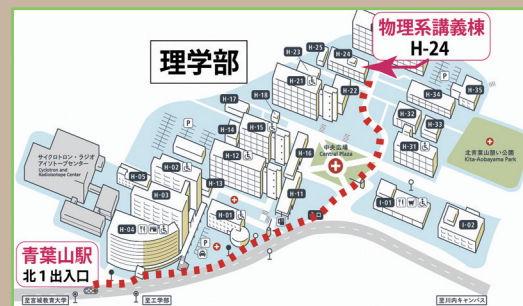 物理系講義棟
H-24
理学部
H-23
H-25
H-24
H-21
H-22
H-34
H-35
H-17
H-18
H-32
H-33
H-14
H-15
H-31
H-16
中央広場
Central Plaza
北青葉山憩い公園
Kita-Aobayama Park
サイクロトロン・ラジオ
アイソトープセンター
Cyclotron and
Radioisotope Center
H-05
H-02
H-12
H-13
H-03
H-11
H-04
H-01
I-01
I-02
P
P
P
青葉山駅
北1出入口
至宮城教育大学
至工学部
至川内キャンパス